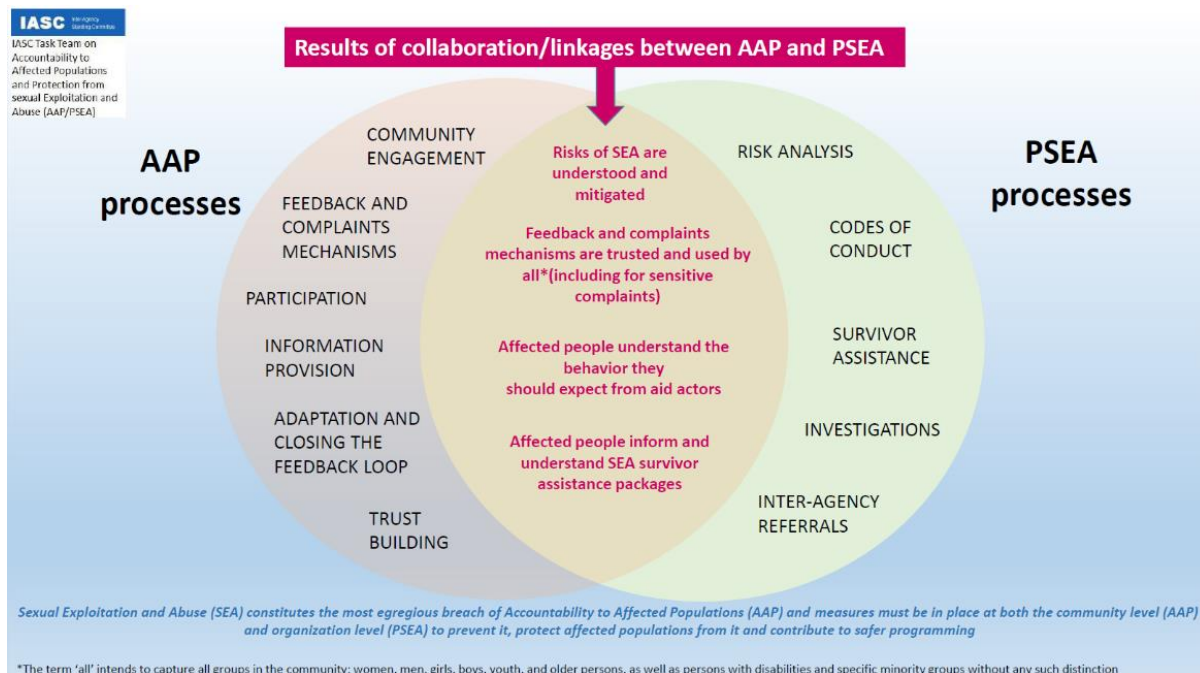 IASC Inter-Agency
Standing Committee
IASC Task Team on
Accountability to
Affected Populations
and Protection from
sexual Exploitation and
Abuse (AAP/PSEA)
Results of collaboration/linkages between AAP and PSEA
AAP
processes
COMMUNITY
ENGAGEMENT
FEEDBACK AND
COMPLAINTS
MECHANISMS
PARTICIPATION
INFORMATION
PROVISION
ADAPTATION AND
CLOSING THE
FEEDBACK LOOP
TRUST
BUILDING
Risks of SEA are
understood and
mitigated
Feedback and complaints
mechanisms are trusted and used by
all*(including for sensitive
complaints)
Affected people understand the
behavior they
should expect from aid actors
Affected people inform and
understand SEA survivor
assistance packages
PSEA
processes
RISK ANALYSIS
CODES OF
CONDUCT
SURVIVOR
ASSISTANCE
INVESTIGATIONS
INTER-AGENCY
REFERRALS
Sexual Exploitation and Abuse (SEA) constitutes the most egregious breach of Accountability to Affected Populations (AAP) and measures must be in place at both the community level (AAP)
and organization level (PSEA) to prevent it, protect affected populations from it and contribute to safer programming
*The term ‘all’ intends to capture all groups in the community: women, men, girls, boys, youth, and older persons, as well as persons with disabilities and specific minority groups without any such distinction